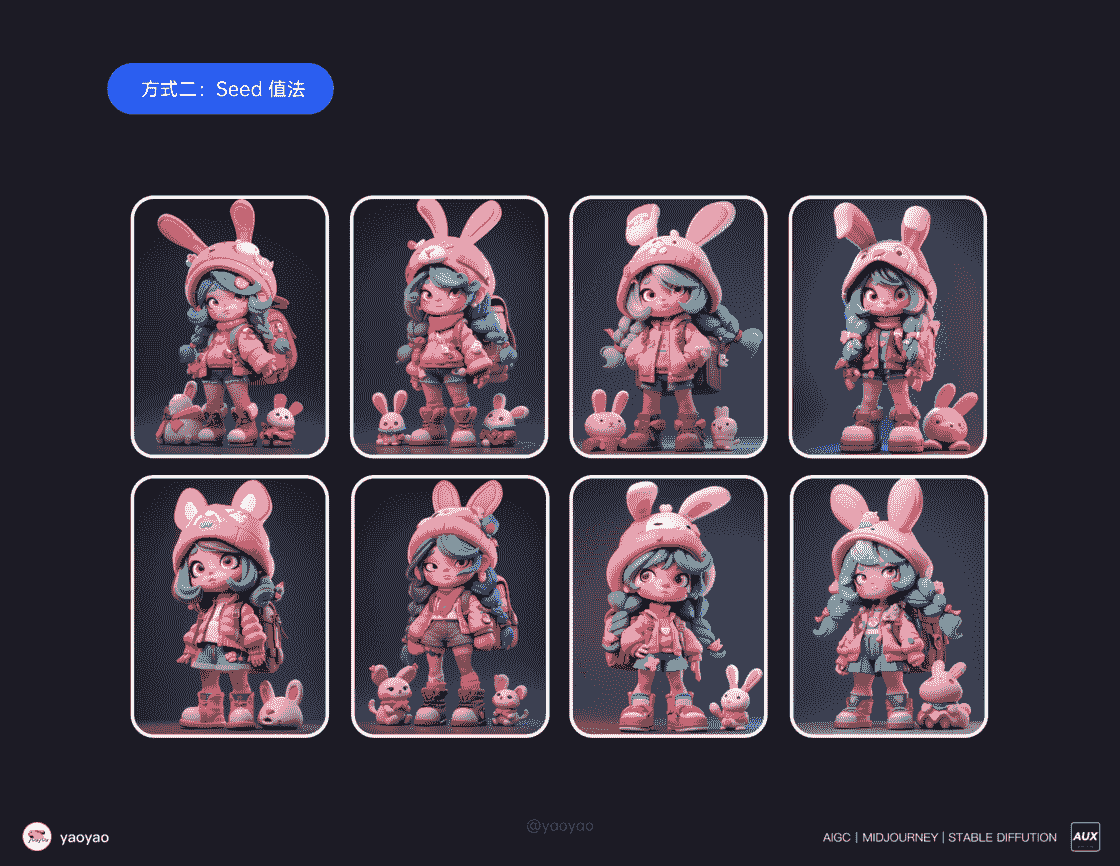 方式二：Seed 值法
@yaoyao
yaoyao
AIGC | MIDJOURNEY | STABLE DIFFUTION
AUX